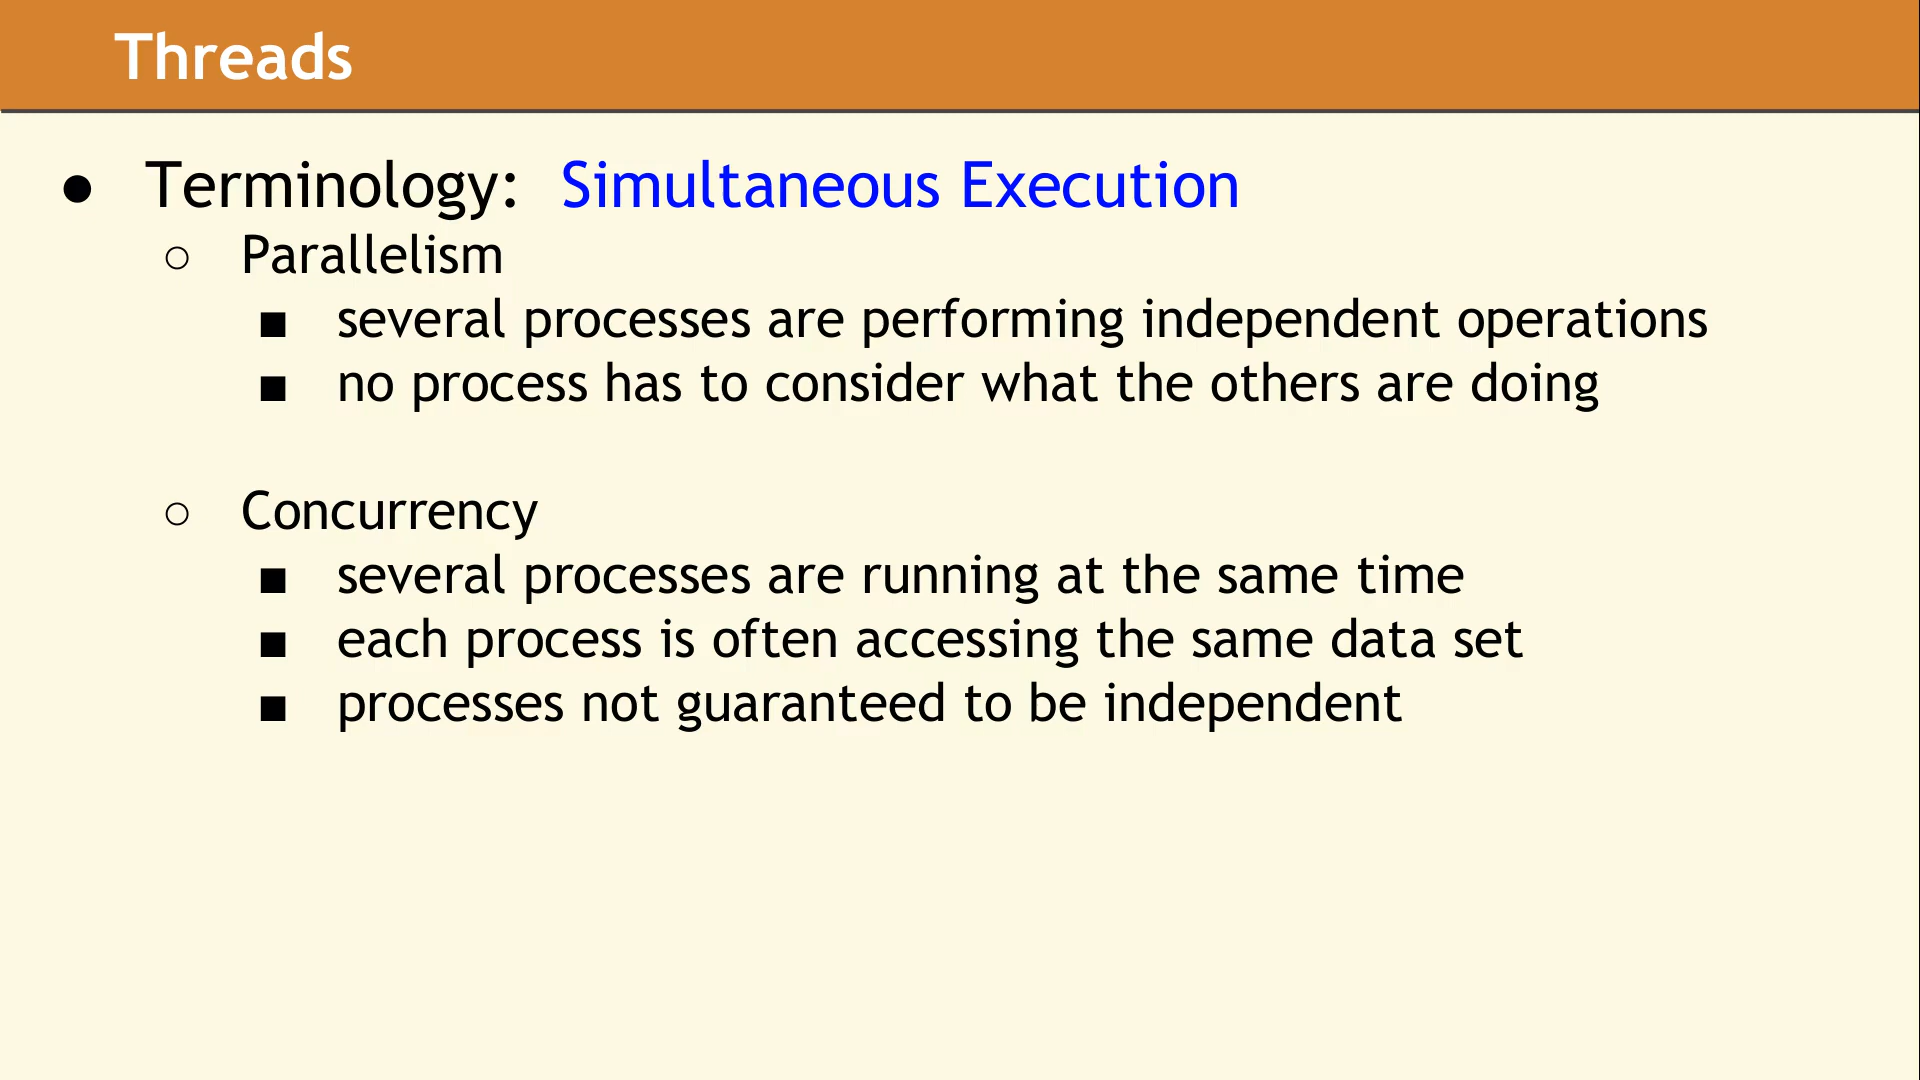 Threads
● Terminology: Simultaneous Execution
○ Parallelism
■ several processes are performing independent operations
■ no process has to consider what the others are doing
○ Concurrency
■ several processes are running at the same time
■ each process is often accessing the same data set
■ processes not guaranteed to be independent